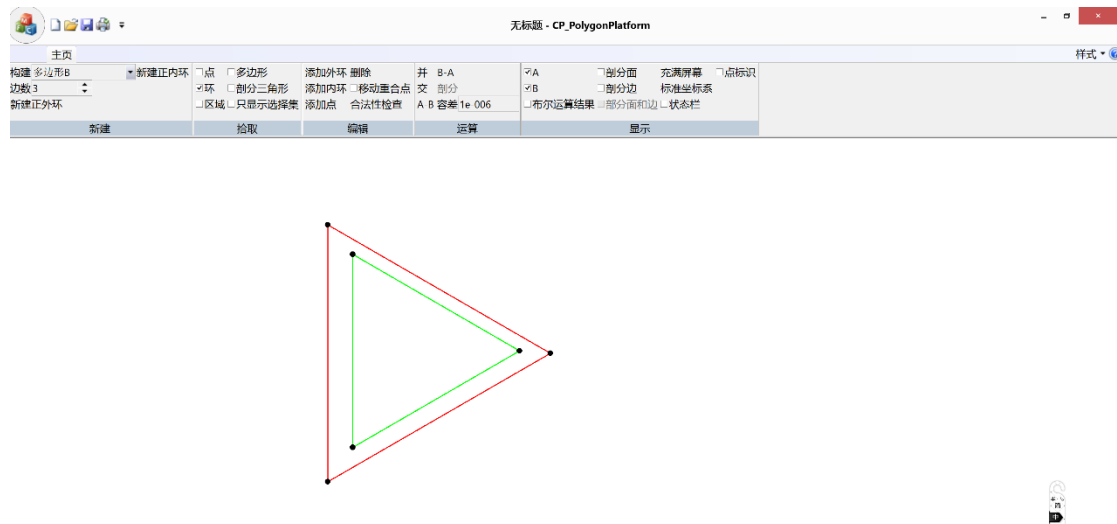 无标题 - CP_PolygonPlatform
主页
样式
构建 多边形B 新建正内环 点 多边形 添加外环 删除 并 B-A A 剖分面 充满屏幕 点标识
边数 3 环 剖分三角形 添加内环 移动重合点 交 剖分 B 剖分边 标准坐标系
新建正外环 区域 只显示选择集 添加点 合法性检查 A B 容差 1e 006 布尔运算结果 部分面和边 状态栏
新建 拾取 编辑 运算 显示
中